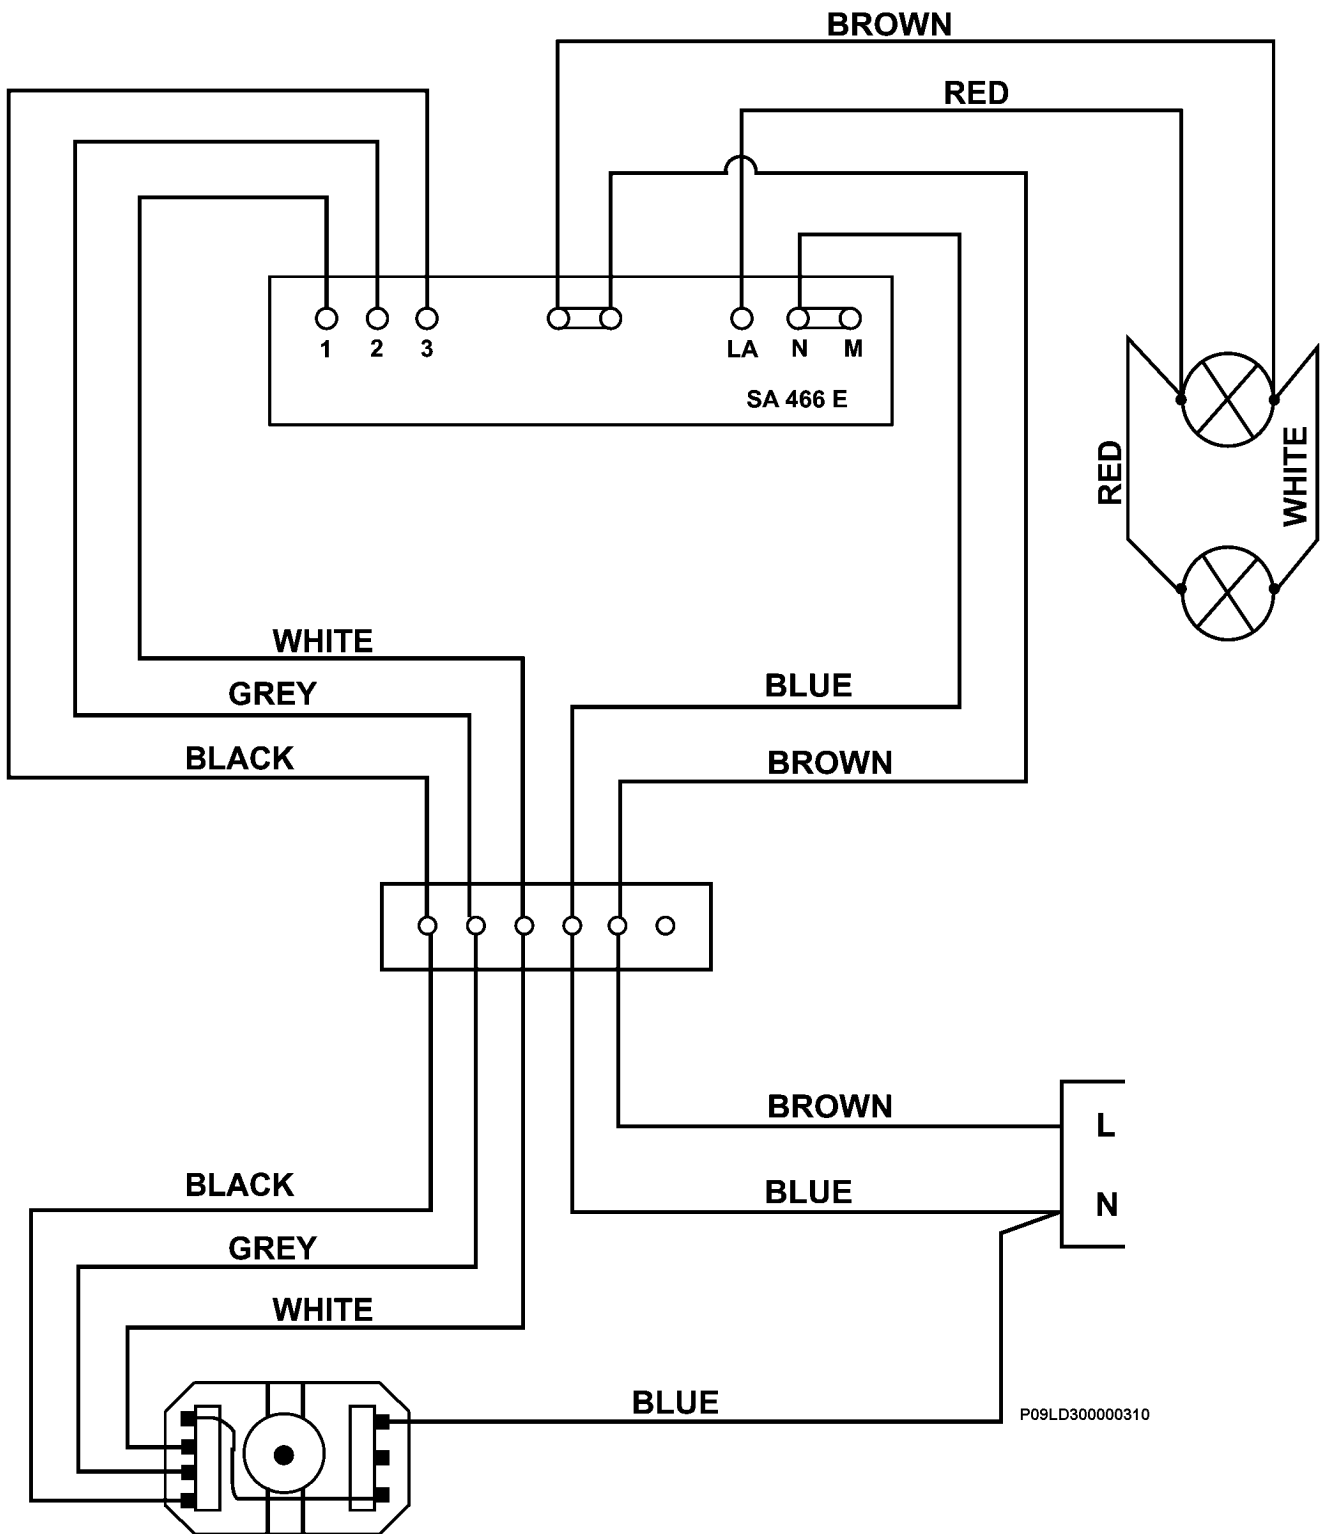 BROWN
RED
1 2 3 LA N M
SA 466 E
RED
WHITE
WHITE
GREY
BLUE
BLACK
BROWN
BROWN
L
BLACK
BLUE
N
GREY
WHITE
BLUE
P09LD300000310